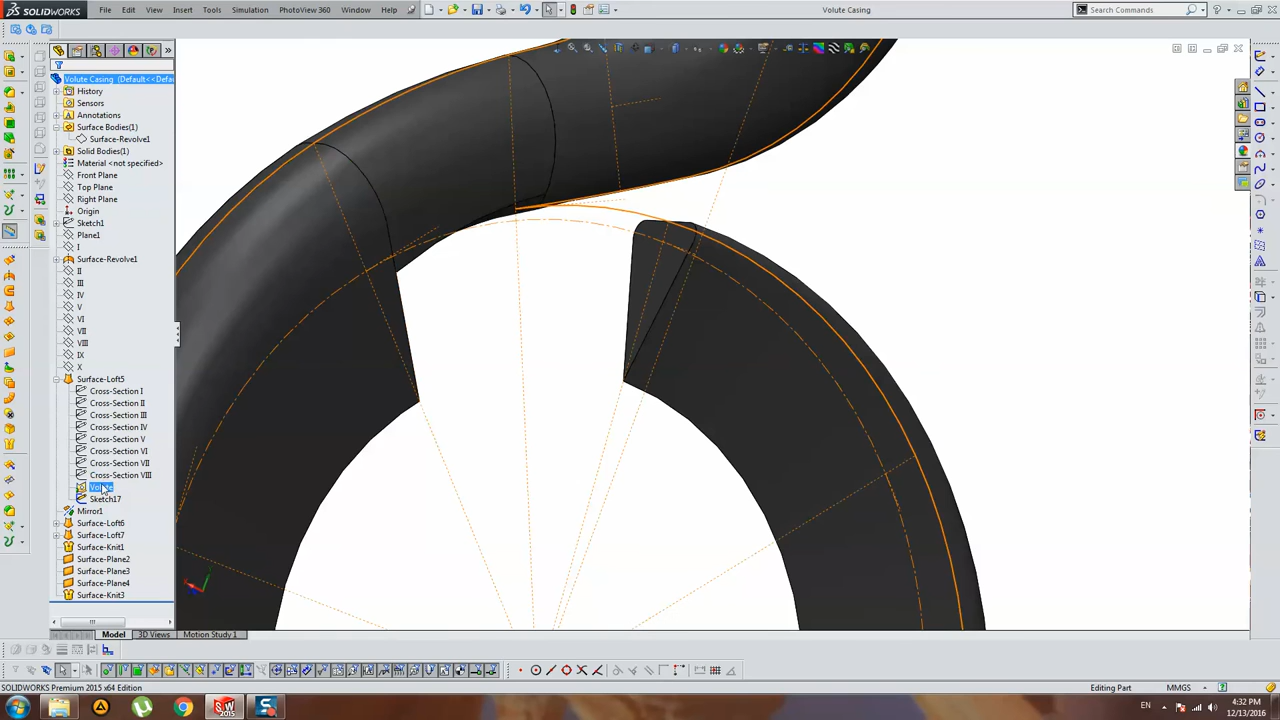 SOLIDWORKS
File Edit View Insert Tools Simulation PhotoView 360 Window Help
Volute Casing
Search Commands
Volute Casing (Default<<Defau
History
Sensors
Annotations
Surface Bodies(1)
Surface-Revolve1
Solid Bodies(1)
Material <not specified>
Front Plane
Top Plane
Right Plane
Origin
Sketch1
Plane1
I
Surface-Revolve1
II
III
IV
V
VI
VII
VIII
IX
X
Surface-Loft5
Cross-Section I
Cross-Section II
Cross-Section III
Cross-Section IV
Cross-Section V
Cross-Section VI
Cross-Section VII
Cross-Section VIII
Sketch17
Mirror1
Surface-Loft6
Surface-Loft7
Surface-Knit1
Surface-Plane2
Surface-Plane3
Surface-Plane4
Surface-Knit3
Model 3D Views Motion Study 1
SOLIDWORKS Premium 2015 x64 Edition
Editing Part
MMGS
EN
4:32 PM
12/13/2016